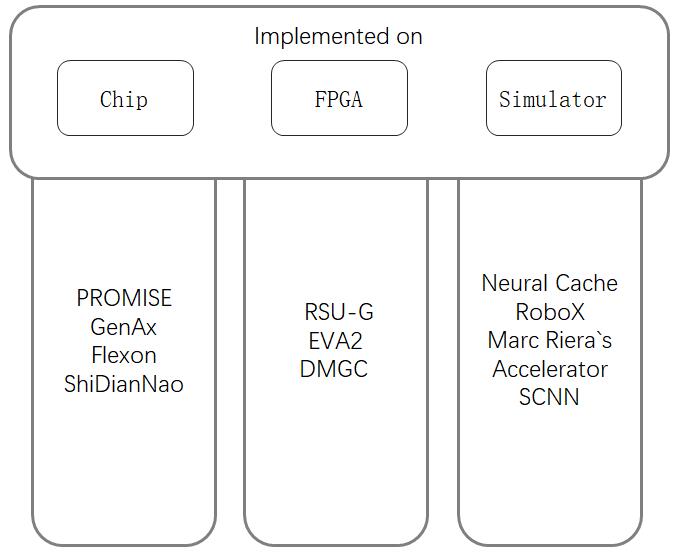 Implemented on
Chip
FPGA
Simulator
PROMISE
GenAx
Flexon
ShiDianNao
RSU-G
EVA2
DMGC
Neural Cache
RoboX
Marc Riera`s
Accelerator
SCNN